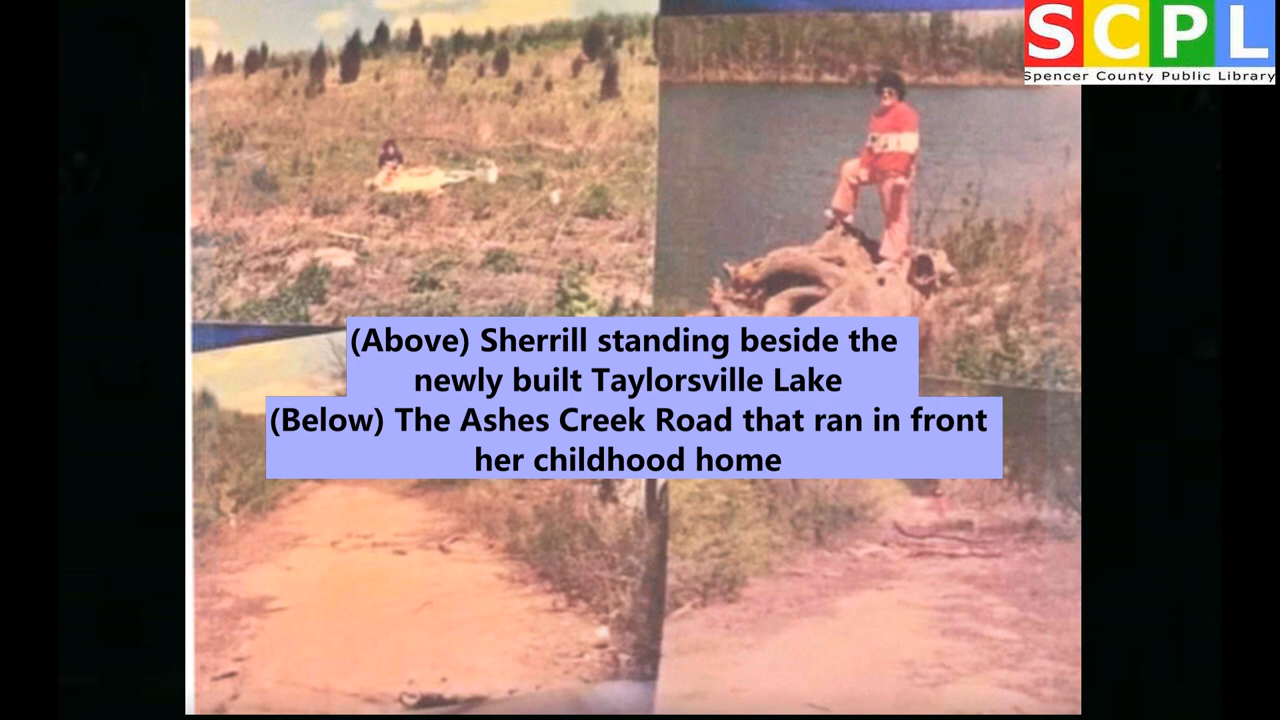 SCPL
Spencer County Public Library
(Above) Sherrill standing beside the
newly built Taylorsville Lake
(Below) The Ashes Creek Road that ran in front
her childhood home